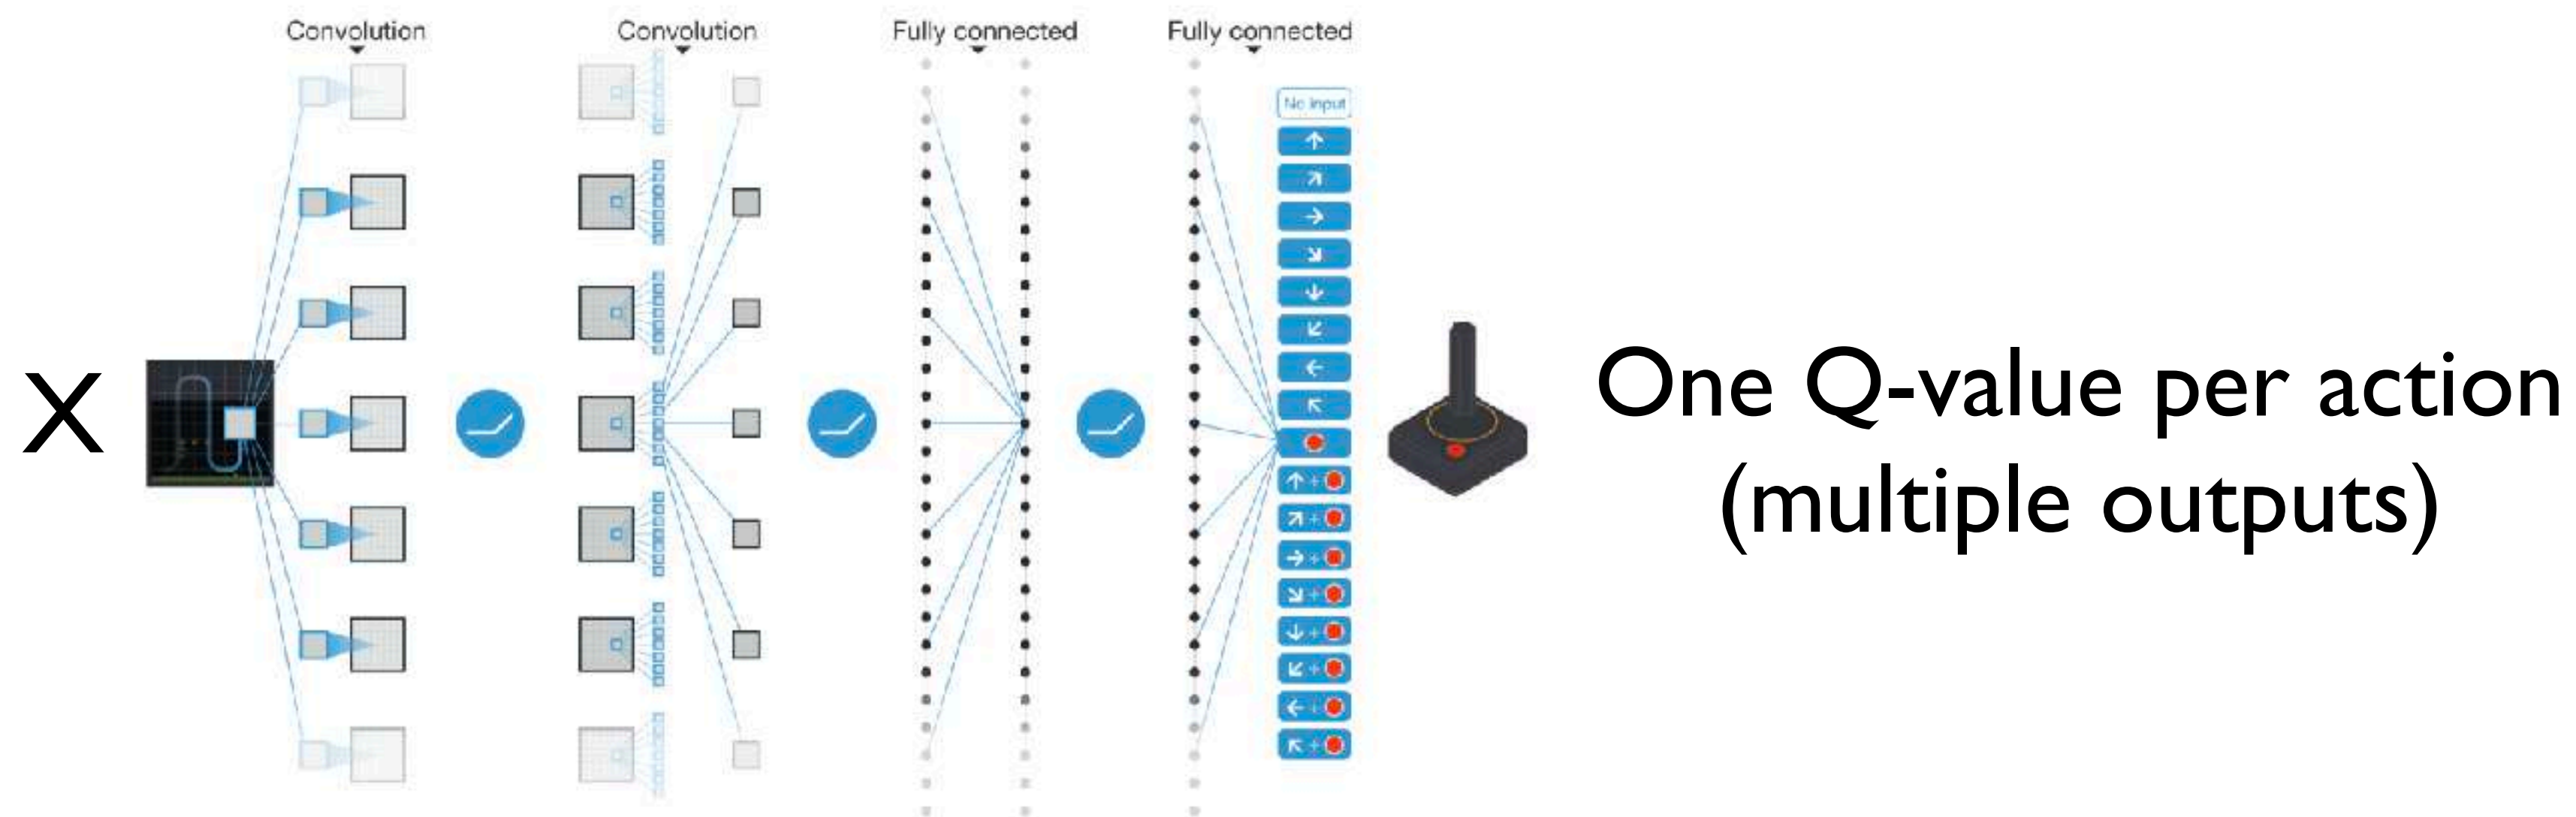 Convolution
Convolution
Fully connected
Fully connected
No input
X
One Q-value per action
(multiple outputs)